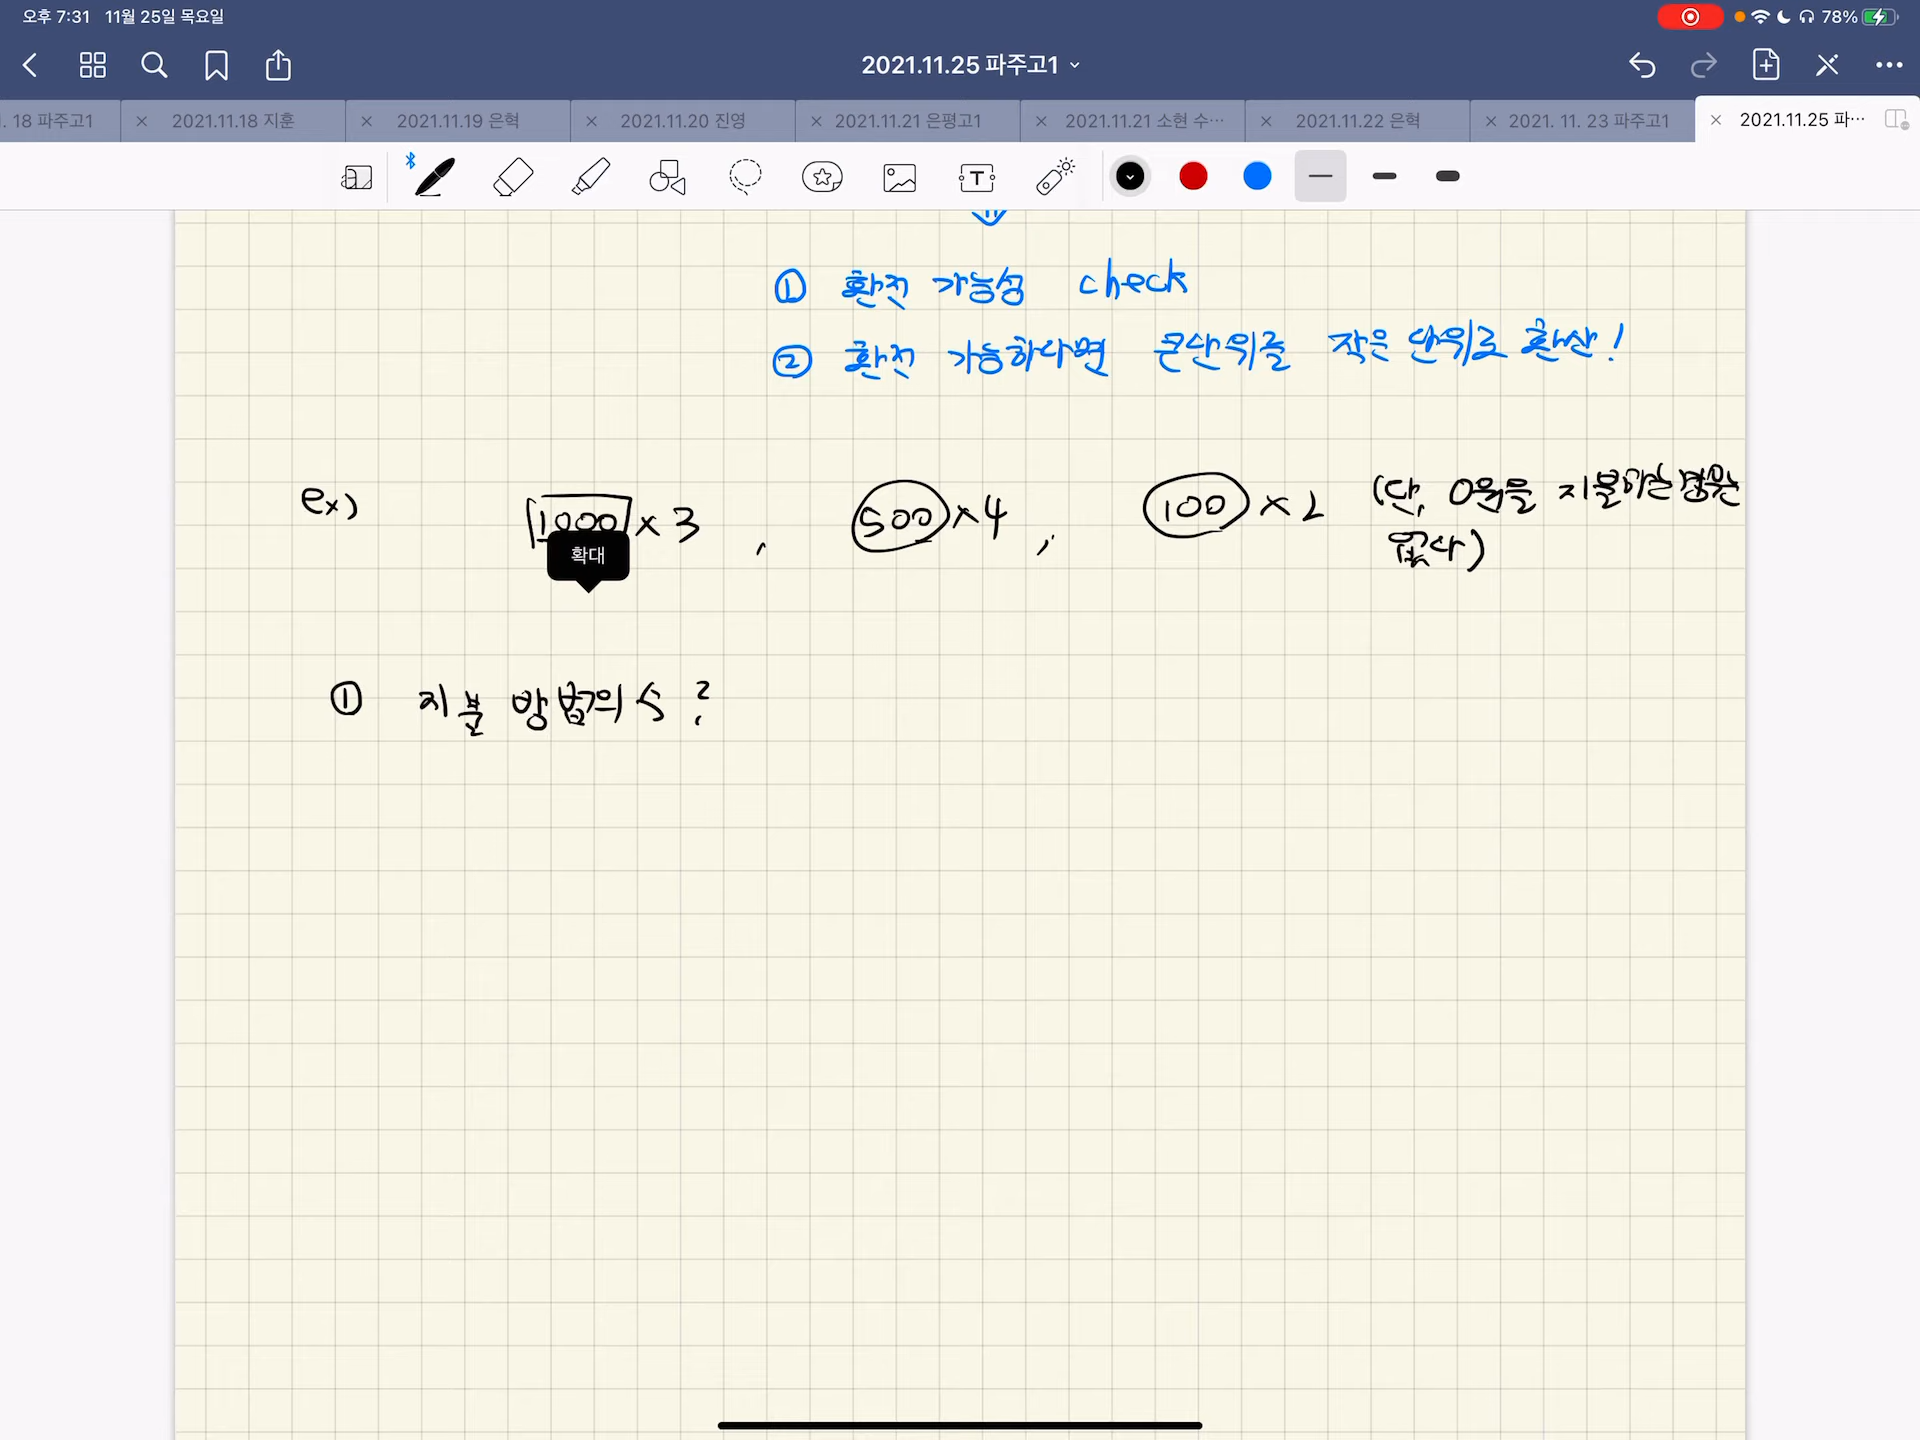 오후 7:31 11월 25일 목요일
78%
2021.11.25 파주고1
. 18 파주고1
2021.11.18 지훈
2021.11.19 은혁
2021.11.20 진영
2021.11.21 은평고1
2021.11.21 소현 수…
2021.11.22 은혁
2021. 11. 23 파주고1
2021.11.25 파…
① 환전 가능성 check
② 환전 가능하다면 큰단위를 작은 단위로 환산!
ex) 1000 × 3 , 500 × 4 , 100 × 2 (단, 0원을 지불하는 경우는
없다)
확대
① 지불 방법의 수 ?